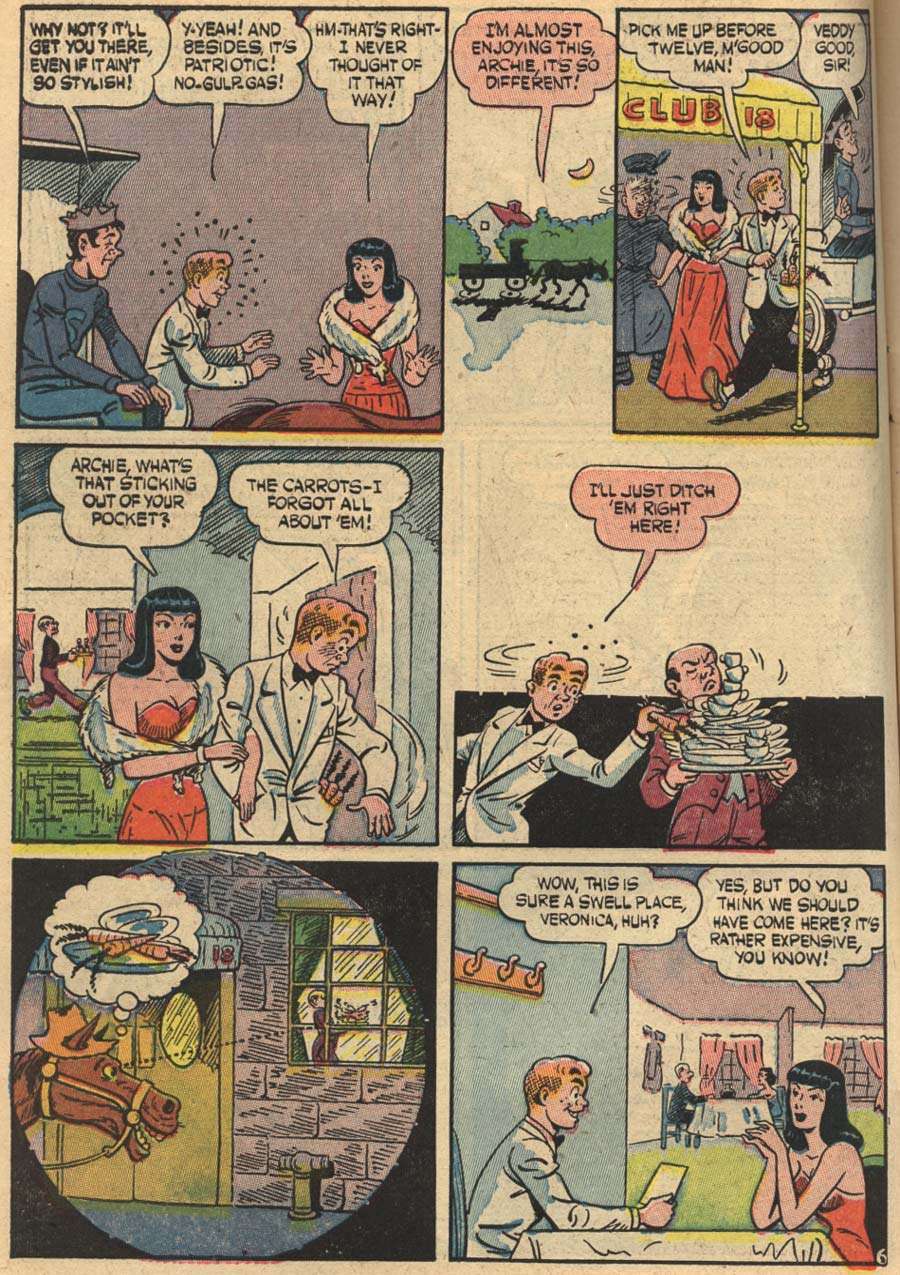 WHY NOT? IT'LL
GET YOU THERE,
EVEN IF IT AIN'T
SO STYLISH!
Y-YEAH! AND
BESIDES, IT'S
PATRIOTIC!
NO-GULP-GAS!
HM-THAT'S RIGHT-
I NEVER
THOUGHT OF
IT THAT
WAY!
I'M ALMOST
ENJOYING THIS,
ARCHIE, IT'S SO
DIFFERENT!
PICK ME UP BEFORE
TWELVE, M'GOOD
MAN!
VEDDY
GOOD,
SIR!
CLUB 18
ARCHIE, WHAT'S
THAT STICKING
OUT OF YOUR
POCKET?
THE CARROTS-I
FORGOT ALL
ABOUT 'EM!
I'LL JUST DITCH
'EM RIGHT
HERE!
18
WOW, THIS IS
SURE A SWELL PLACE,
VERONICA, HUH?
YES, BUT DO YOU
THINK WE SHOULD
HAVE COME HERE? IT'S
RATHER EXPENSIVE,
YOU KNOW!
6